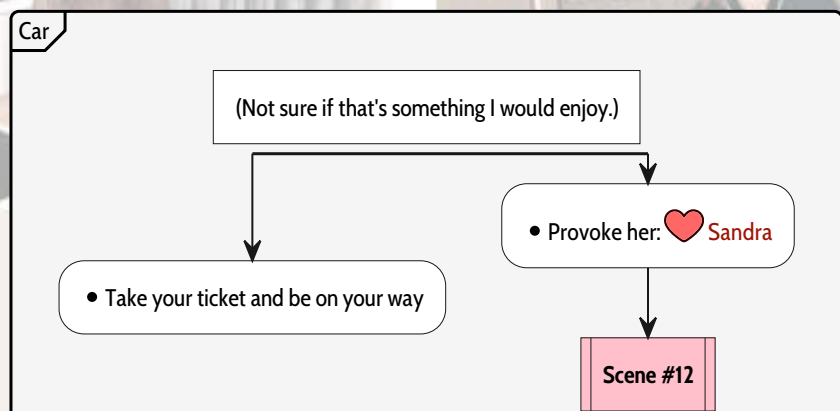 Car
(Not sure if that's something I would enjoy.)
• Provoke her: Sandra
• Take your ticket and be on your way
Scene #12